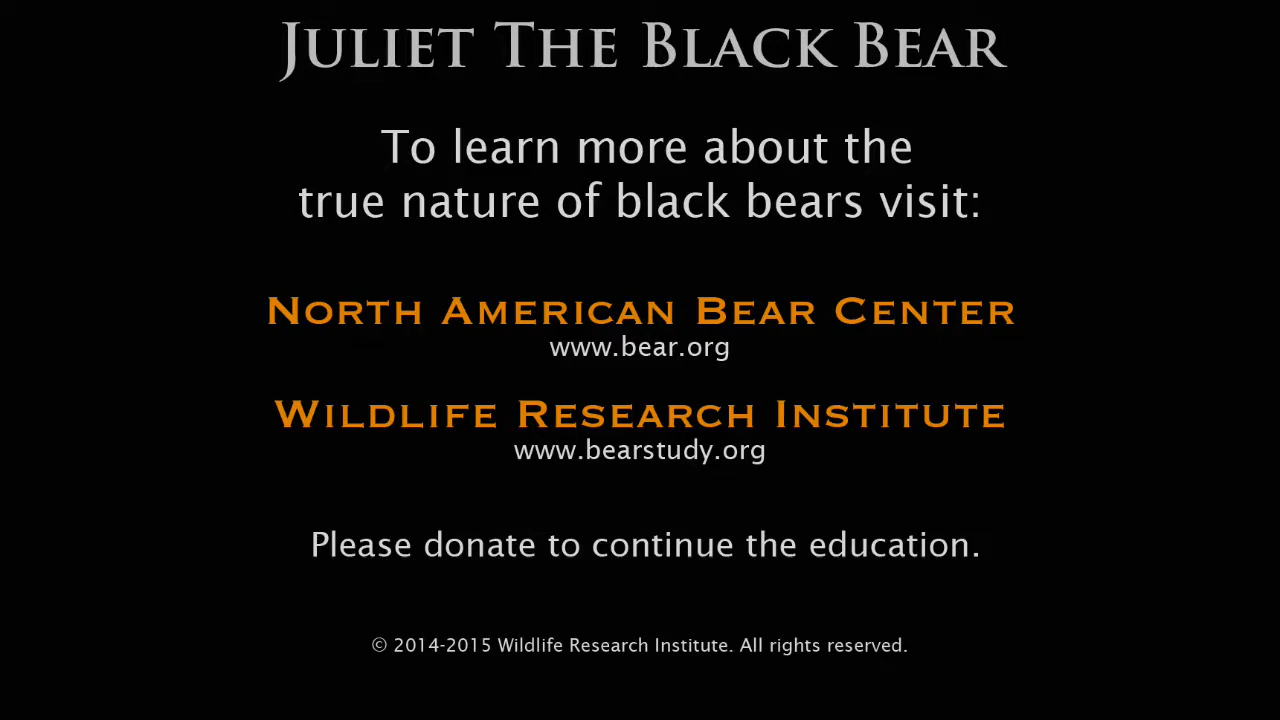 Juliet The Black Bear
To learn more about the
true nature of black bears visit:
North American Bear Center
www.bear.org
Wildlife Research Institute
www.bearstudy.org
Please donate to continue the education.
© 2014-2015 Wildlife Research Institute. All rights reserved.